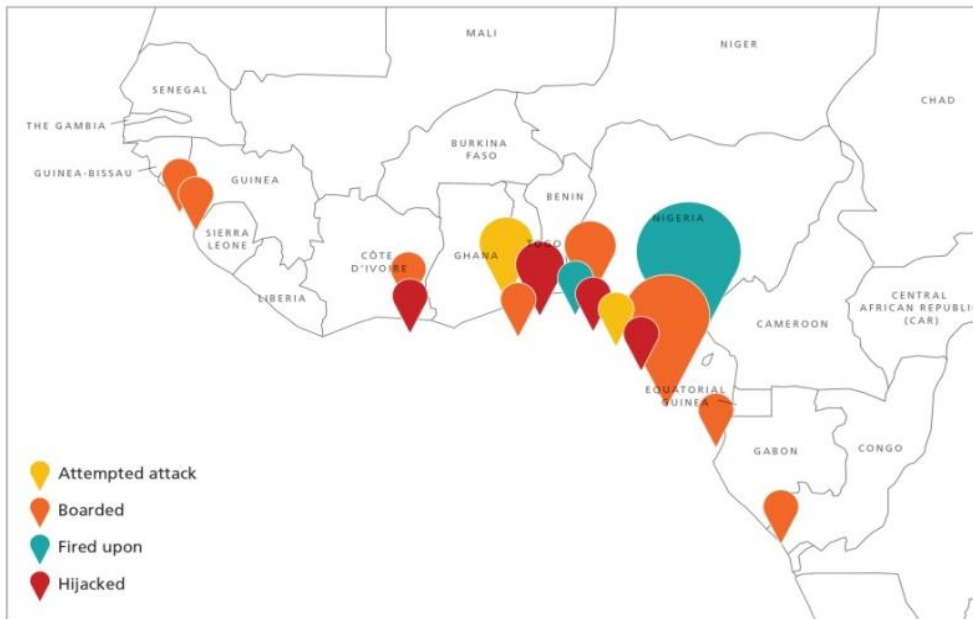 MALI
NIGER
CHAD
SENEGAL
THE GAMBIA
GUINEA-BISSAU
GUINEA
BURKINA
FASO
BENIN
NIGERIA
SIERRA
LEONE
CÔTE
D'IVOIRE
GHANA
TOGO
LIBERIA
CENTRAL
AFRICAN REPUBLIC
(CAR)
CAMEROON
EQUATORIAL
GUINEA
GABON
CONGO
Attempted attack
Boarded
Fired upon
Hijacked